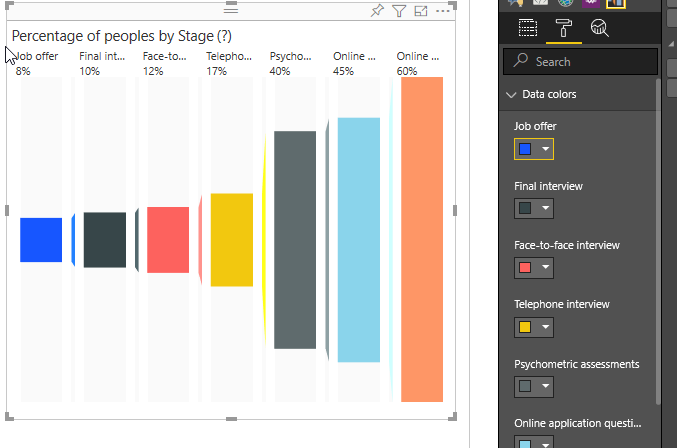 Percentage of peoples by Stage (?)
Job offer Final int... Face-to... Telepho... Psycho... Online ... Online ...
8% 10% 12% 17% 40% 45% 60%
Search
Data colors
Job offer
Final interview
Face-to-face interview
Telephone interview
Psychometric assessments
Online application questi...